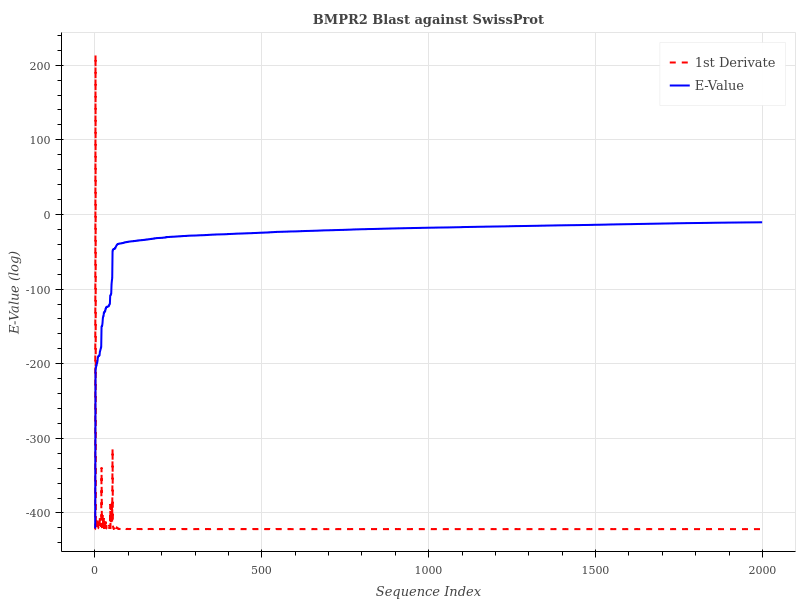 BMPR2 Blast against SwissProt
1st Derivate
E-Value
200
100
0
-100
-200
-300
-400
E-Value (log)
0 500 1000 1500 2000
Sequence Index